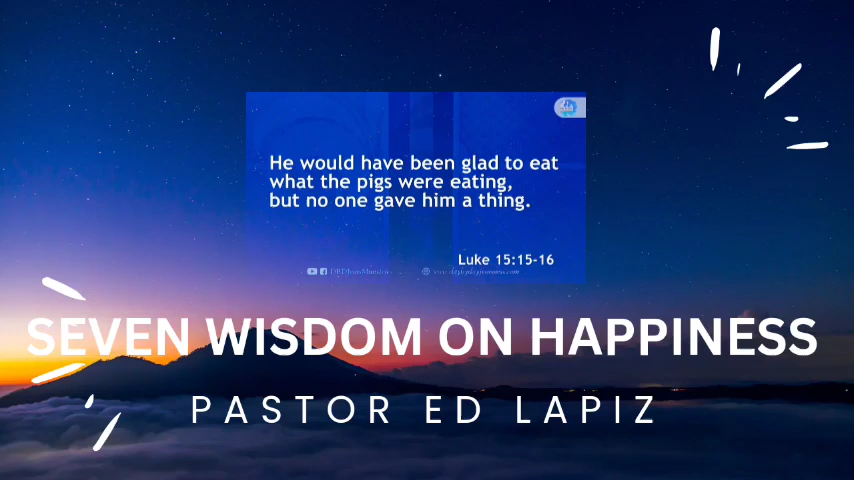 He would have been glad to eat
what the pigs were eating,
but no one gave him a thing.
Luke 15:15-16
SEVEN WISDOM ON HAPPINESS
PASTOR ED LAPIZ